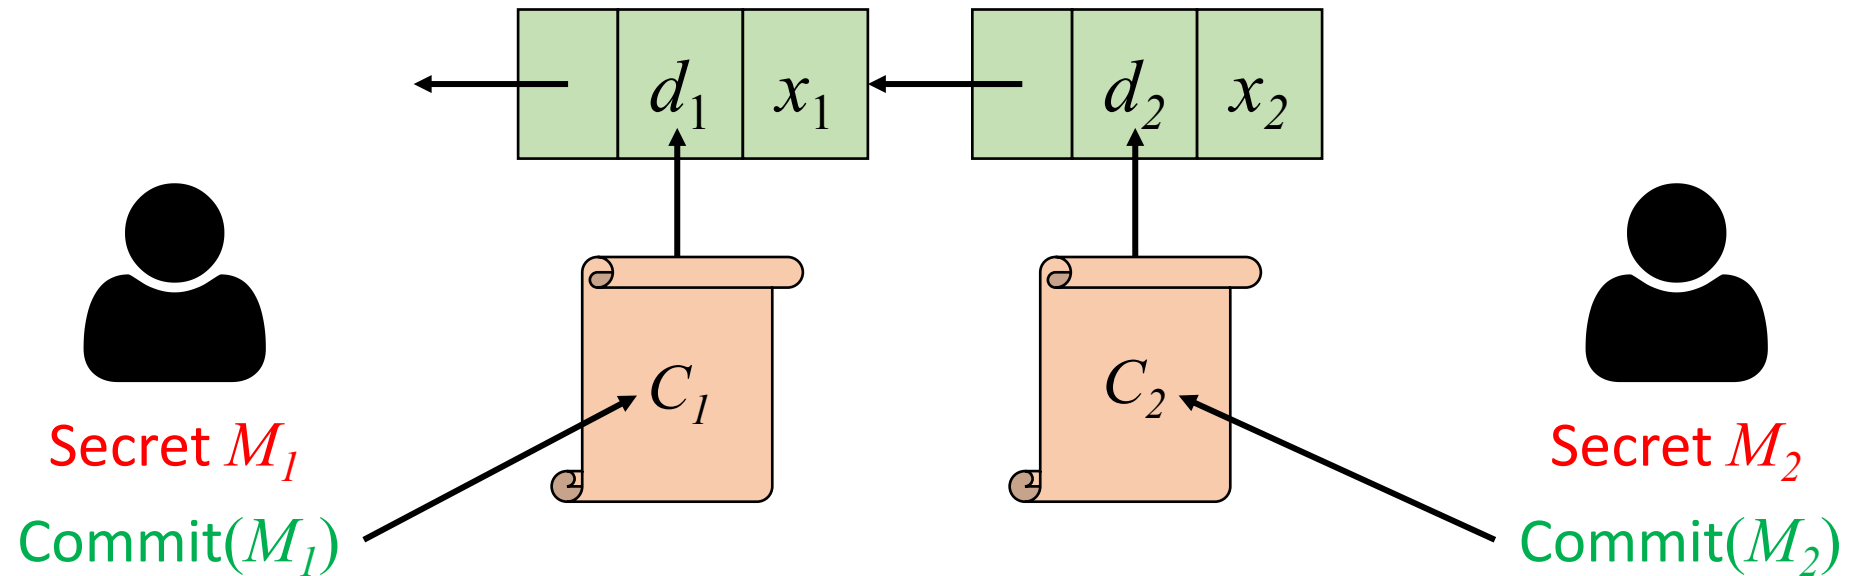 d₁ x₁ d₂ x₂
C₁ C₂
Secret M₁ Secret M₂
Commit(M₁) Commit(M₂)